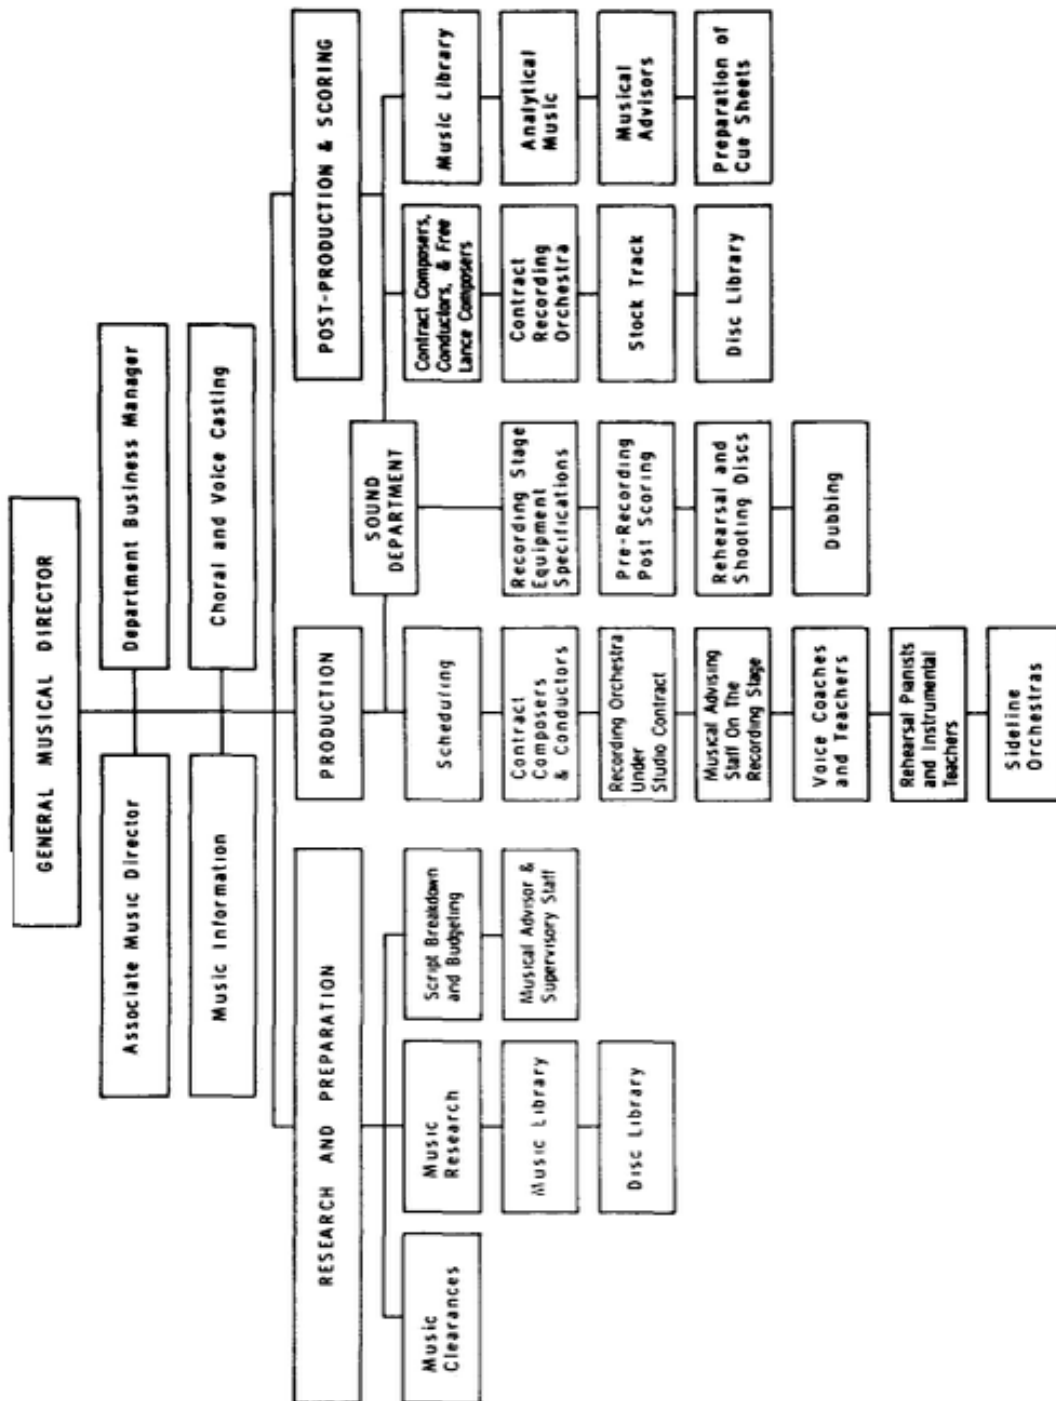 GENERAL MUSICAL DIRECTOR
Associate Music Director
Department Business Manager
Music Information
Choral and Voice Casting
RESEARCH AND PREPARATION
PRODUCTION
POST-PRODUCTION & SCORING
SOUND
DEPARTMENT
Music
Clearances
Music
Research
Music Library
Disc Library
Script Breakdown
and Budgeting
Musical Advisor &
Supervisory Staff
Scheduling
Contract
Composers
& Conductors
Recording Orchestra
Under
Studio Contract
Musical Advising
Staff On The
Recording Stage
Voice Coaches
and Teachers
Rehearsal Pianists
and Instrumental
Teachers
Sideline
Orchestras
Recording Stage
Equipment
Specifications
Pre-Recording
Post Scoring
Rehearsal and
Shooting Discs
Dubbing
Contract Composers,
Conductors, & Free
Lance Composers
Contract
Recording
Orchestra
Stock Track
Disc Library
Music Library
Analytical
Music
Musical
Advisors
Preparation of
Cue Sheets